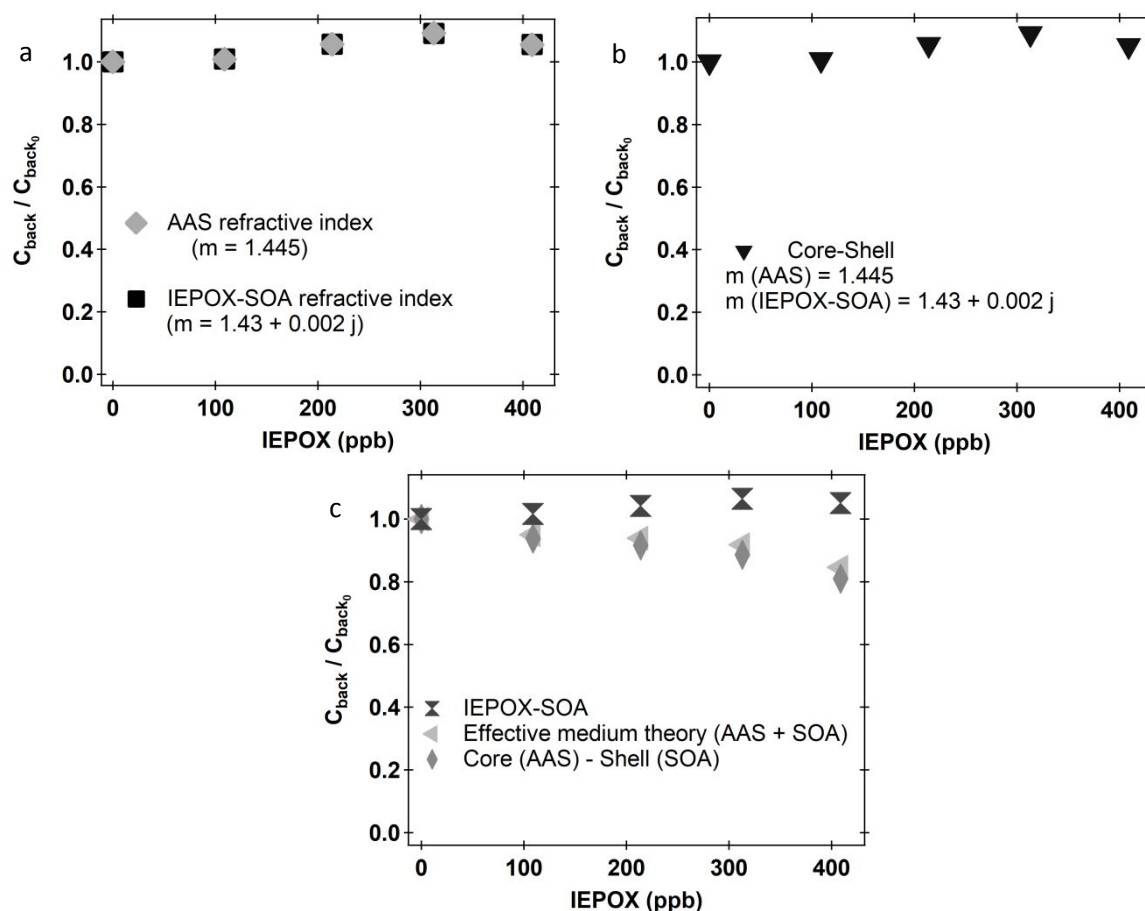 a
1.0
0.8
0.6
0.4
0.2
0.0
C_back / C_back₀
AAS refractive index
(m = 1.445)
IEPOX-SOA refractive index
(m = 1.43 + 0.002 j)
0 100 200 300 400
IEPOX (ppb)
b
1.0
0.8
0.6
0.4
0.2
0.0
C_back / C_back₀
Core-Shell
m (AAS) = 1.445
m (IEPOX-SOA) = 1.43 + 0.002 j
0 100 200 300 400
IEPOX (ppb)
c
1.0
0.8
0.6
0.4
0.2
0.0
C_back / C_back₀
IEPOX-SOA
Effective medium theory (AAS + SOA)
Core (AAS) - Shell (SOA)
0 100 200 300 400
IEPOX (ppb)